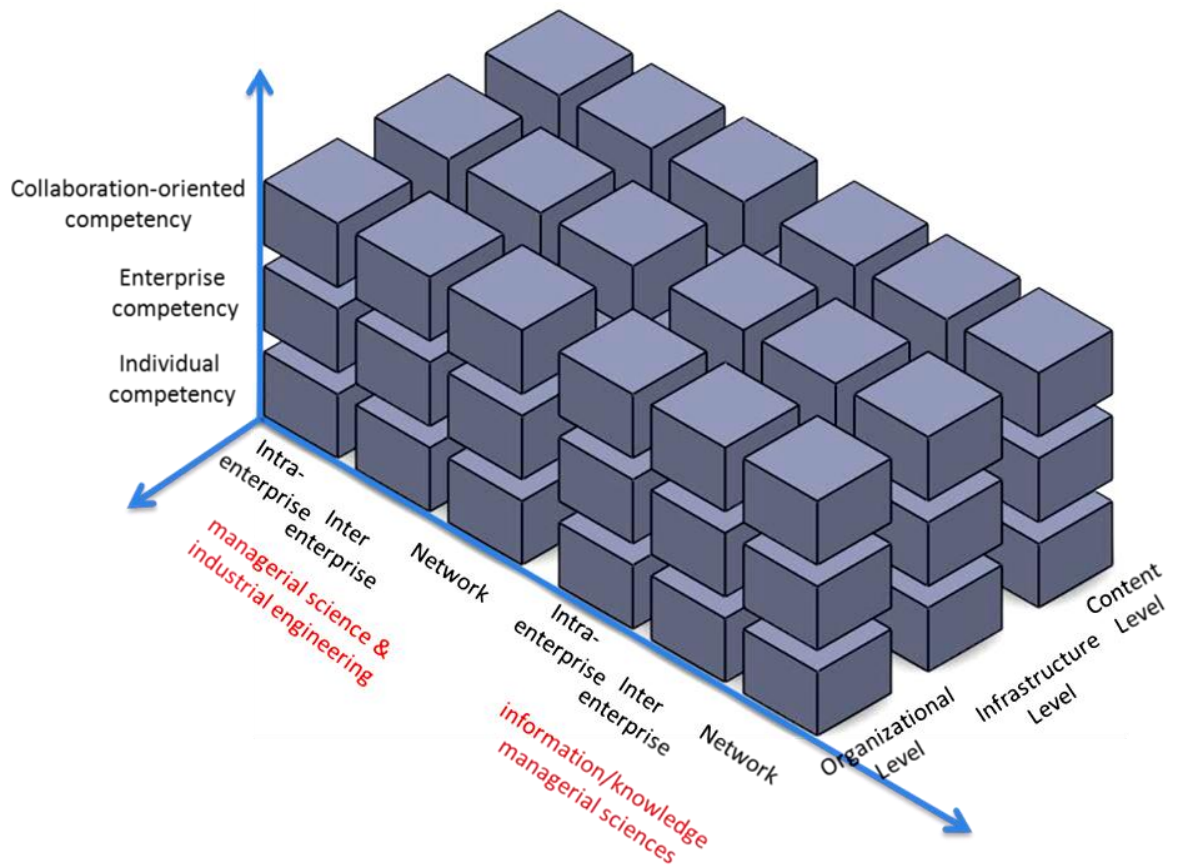 Collaboration-oriented
competency
Enterprise
competency
Individual
competency
Intra-
enterprise
Inter
enterprise
Network
managerial science &
industrial engineering
Intra-
enterprise
Inter
enterprise
Network
information/knowledge
managerial sciences
Organizational
Level
Infrastructure
Level
Content
Level